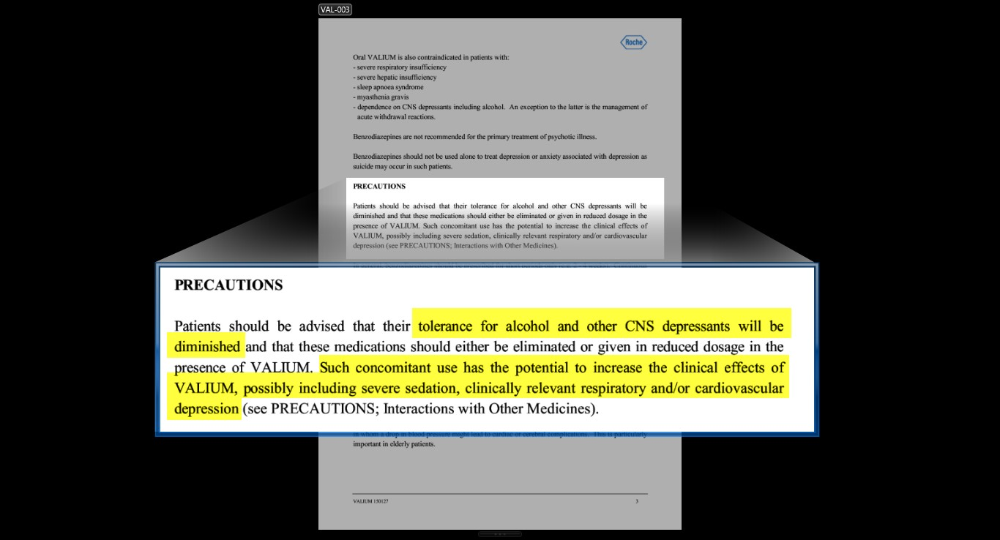 VAL-003
Roche
Oral VALIUM is also contraindicated in patients with:
- severe respiratory insufficiency
- severe hepatic insufficiency
- sleep apnoea syndrome
- myasthenia gravis
- dependence on CNS depressants including alcohol. An exception to the latter is the management of
acute withdrawal reactions.
Benzodiazepines are not recommended for the primary treatment of psychotic illness.
Benzodiazepines should not be used alone to treat depression or anxiety associated with depression as
suicide may occur in such patients.
PRECAUTIONS
Patients should be advised that their tolerance for alcohol and other CNS depressants will be
diminished and that these medications should either be eliminated or given in reduced dosage in the
presence of VALIUM. Such concomitant use has the potential to increase the clinical effects of
VALIUM, possibly including severe sedation, clinically relevant respiratory and/or cardiovascular
depression (see PRECAUTIONS; Interactions with Other Medicines).
PRECAUTIONS
Patients should be advised that their tolerance for alcohol and other CNS depressants will be
diminished and that these medications should either be eliminated or given in reduced dosage in the
presence of VALIUM. Such concomitant use has the potential to increase the clinical effects of
VALIUM, possibly including severe sedation, clinically relevant respiratory and/or cardiovascular
depression (see PRECAUTIONS; Interactions with Other Medicines).
in whom a drop in blood pressure might lead to cardiac or cerebral complications. This is particularly
important in elderly patients.
VALIUM 150127
3